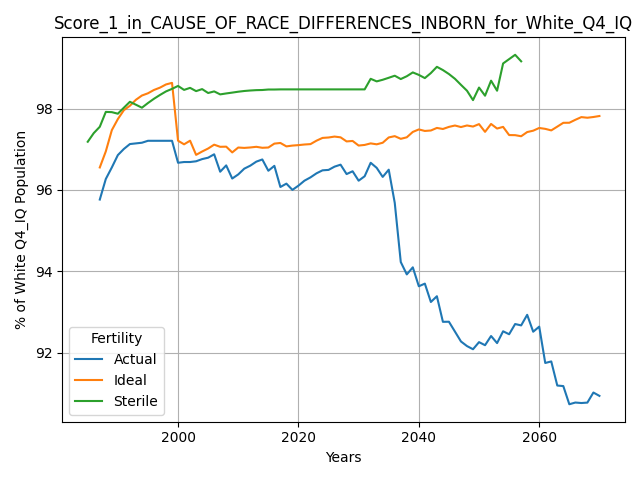 Score_1_in_CAUSE_OF_RACE_DIFFERENCES_INBORN_for_White_Q4_IQ
% of White Q4_IQ Population
98
96
94
92
Fertility
Actual
Ideal
Sterile
2000
2020
2040
2060
Years